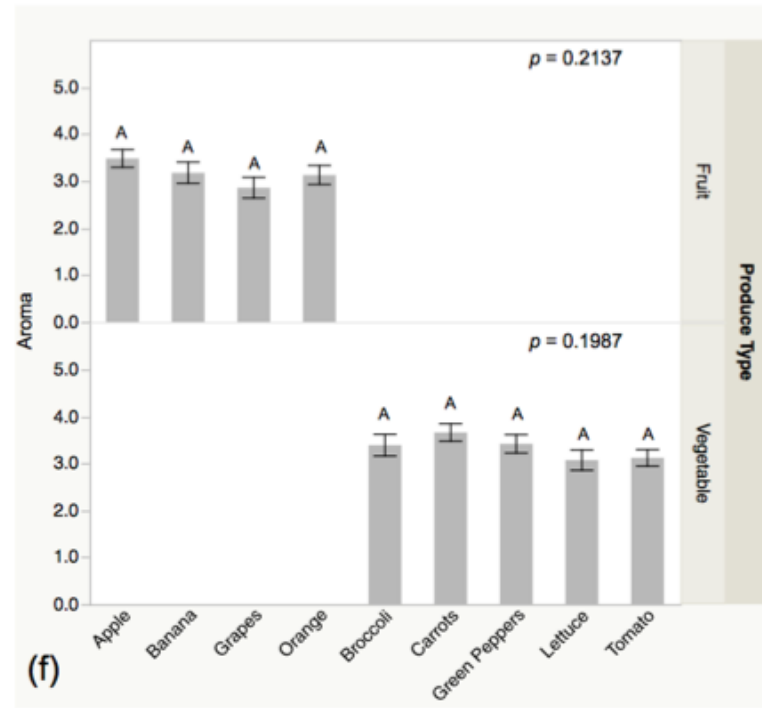 p = 0.2137
5.0
4.0
3.0
2.0
1.0
0.0
A
A
A
A
Fruit
Aroma
Produce Type
p = 0.1987
5.0
4.0
3.0
2.0
1.0
0.0
A
A
A
A
A
Vegetable
Apple
Banana
Grapes
Orange
Broccoli
Carrots
Green Peppers
Lettuce
Tomato
(f)